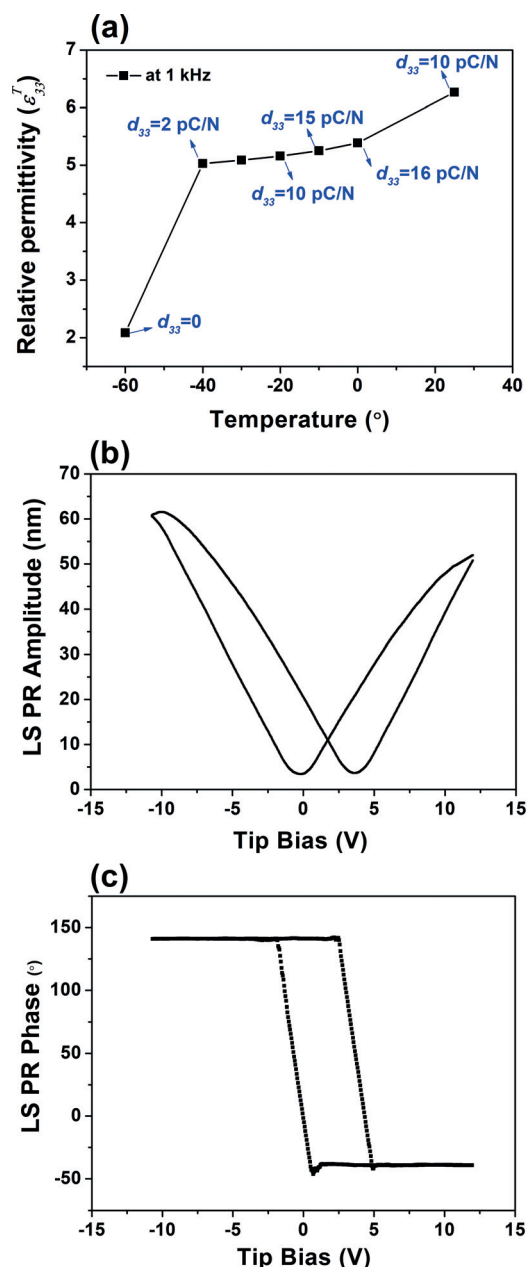 (a)
7
6
5
4
3
2
Relative permittivity (ε33^T)
at 1 kHz
d33=10 pC/N
d33=15 pC/N
d33=2 pC/N
d33=16 pC/N
d33=10 pC/N
d33=0
-60 -40 -20 0 20 40
Temperature (°)
(b)
70
60
50
40
30
20
10
0
LS PR Amplitude (nm)
-15 -10 -5 0 5 10 15
Tip Bias (V)
(c)
150
100
50
0
-50
LS PR Phase (°)
-15 -10 -5 0 5 10 15
Tip Bias (V)